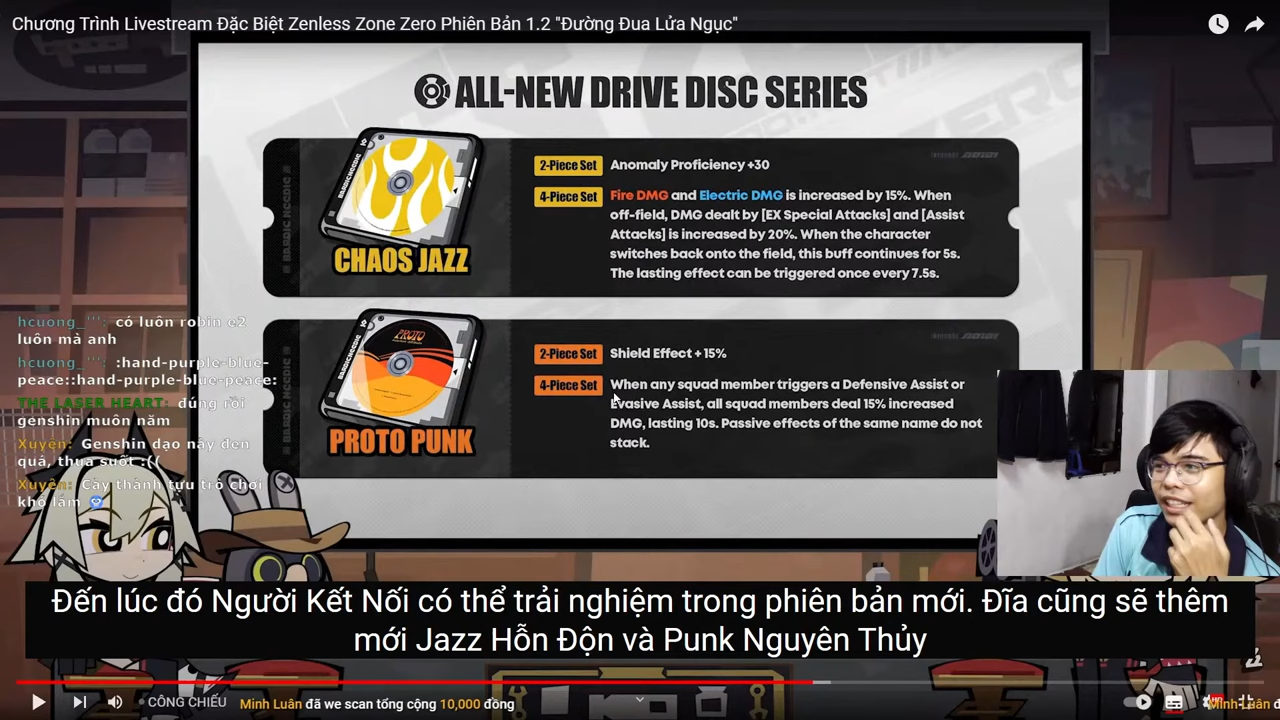 Chương Trình Livestream Đặc Biệt Zenless Zone Zero Phiên Bản 1.2 "Đường Đua Lửa Ngục"
ALL-NEW DRIVE DISC SERIES
CHAOS JAZZ
2-Piece Set Anomaly Proficiency +30
4-Piece Set Fire DMG and Electric DMG is increased by 15%. When
off-field, DMG dealt by [EX Special Attacks] and [Assist
Attacks] is increased by 20%. When the character
switches back onto the field, this buff continues for 5s.
The lasting effect can be triggered once every 7.5s.
PROTO
PROTO PUNK
2-Piece Set Shield Effect + 15%
4-Piece Set When any squad member triggers a Defensive Assist or
Evasive Assist, all squad members deal 15% increased
DMG, lasting 10s. Passive effects of the same name do not
stack.
hcuong_''': có luôn robin e2
luôn mà anh
hcuong_''': :hand-purple-blue-
peace::hand-purple-blue-peace:
THE LASER HEART: đúng rồi
genshin muôn năm
Xuyên: Genshin dạo này đen
quá, thua suốt :((
Xuyên: Cày thành tựu trò chơi
khó lắm
Đến lúc đó Người Kết Nối có thể trải nghiệm trong phiên bản mới. Đĩa cũng sẽ thêm
mới Jazz Hỗn Độn và Punk Nguyên Thủy
CÔNG CHIẾU
Minh Luân đã we scan tổng cộng 10,000 đồng
Minh Luân đ